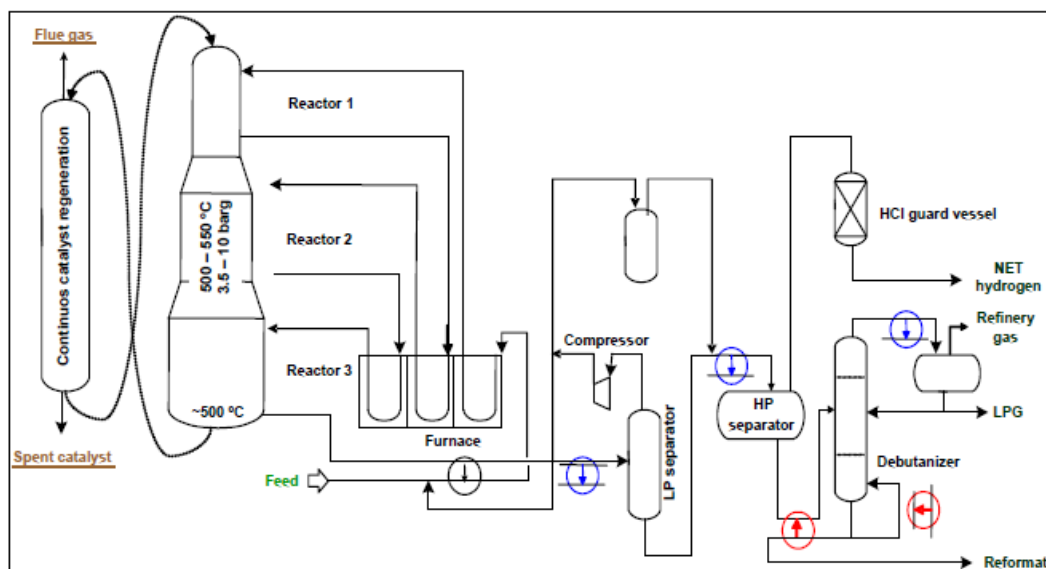 Flue gas
Continuos catalyst regeneration
Spent catalyst
Reactor 1
Reactor 2
500 – 550 ºC
3.5 – 10 barg
Reactor 3
~500 ºC
Furnace
Feed
Compressor
LP separator
HP
separator
HCl guard vessel
NET
hydrogen
Refinery
gas
LPG
Debutanizer
Reformat